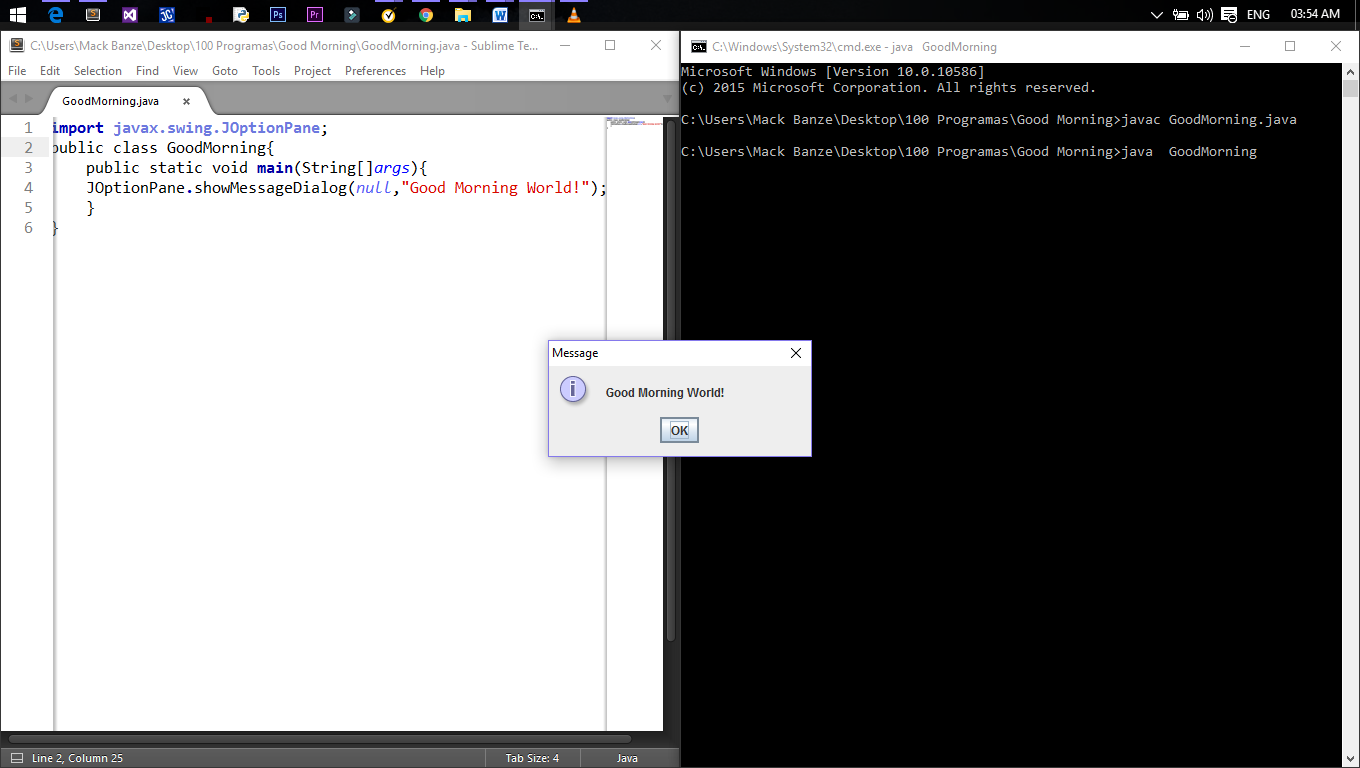 ENG 03:54 AM
C:\Users\Mack Banze\Desktop\100 Programas\Good Morning\GoodMorning.java - Sublime Te...
File Edit Selection Find View Goto Tools Project Preferences Help
GoodMorning.java
1 import javax.swing.JOptionPane;
2 public class GoodMorning{
3 public static void main(String[]args){
4 JOptionPane.showMessageDialog(null,"Good Morning World!");
5 }
6 }
Line 2, Column 25 Tab Size: 4 Java
C:\Windows\System32\cmd.exe - java  GoodMorning
Microsoft Windows [Version 10.0.10586]
(c) 2015 Microsoft Corporation. All rights reserved.
C:\Users\Mack Banze\Desktop\100 Programas\Good Morning>javac GoodMorning.java
C:\Users\Mack Banze\Desktop\100 Programas\Good Morning>java  GoodMorning
Message
Good Morning World!
OK